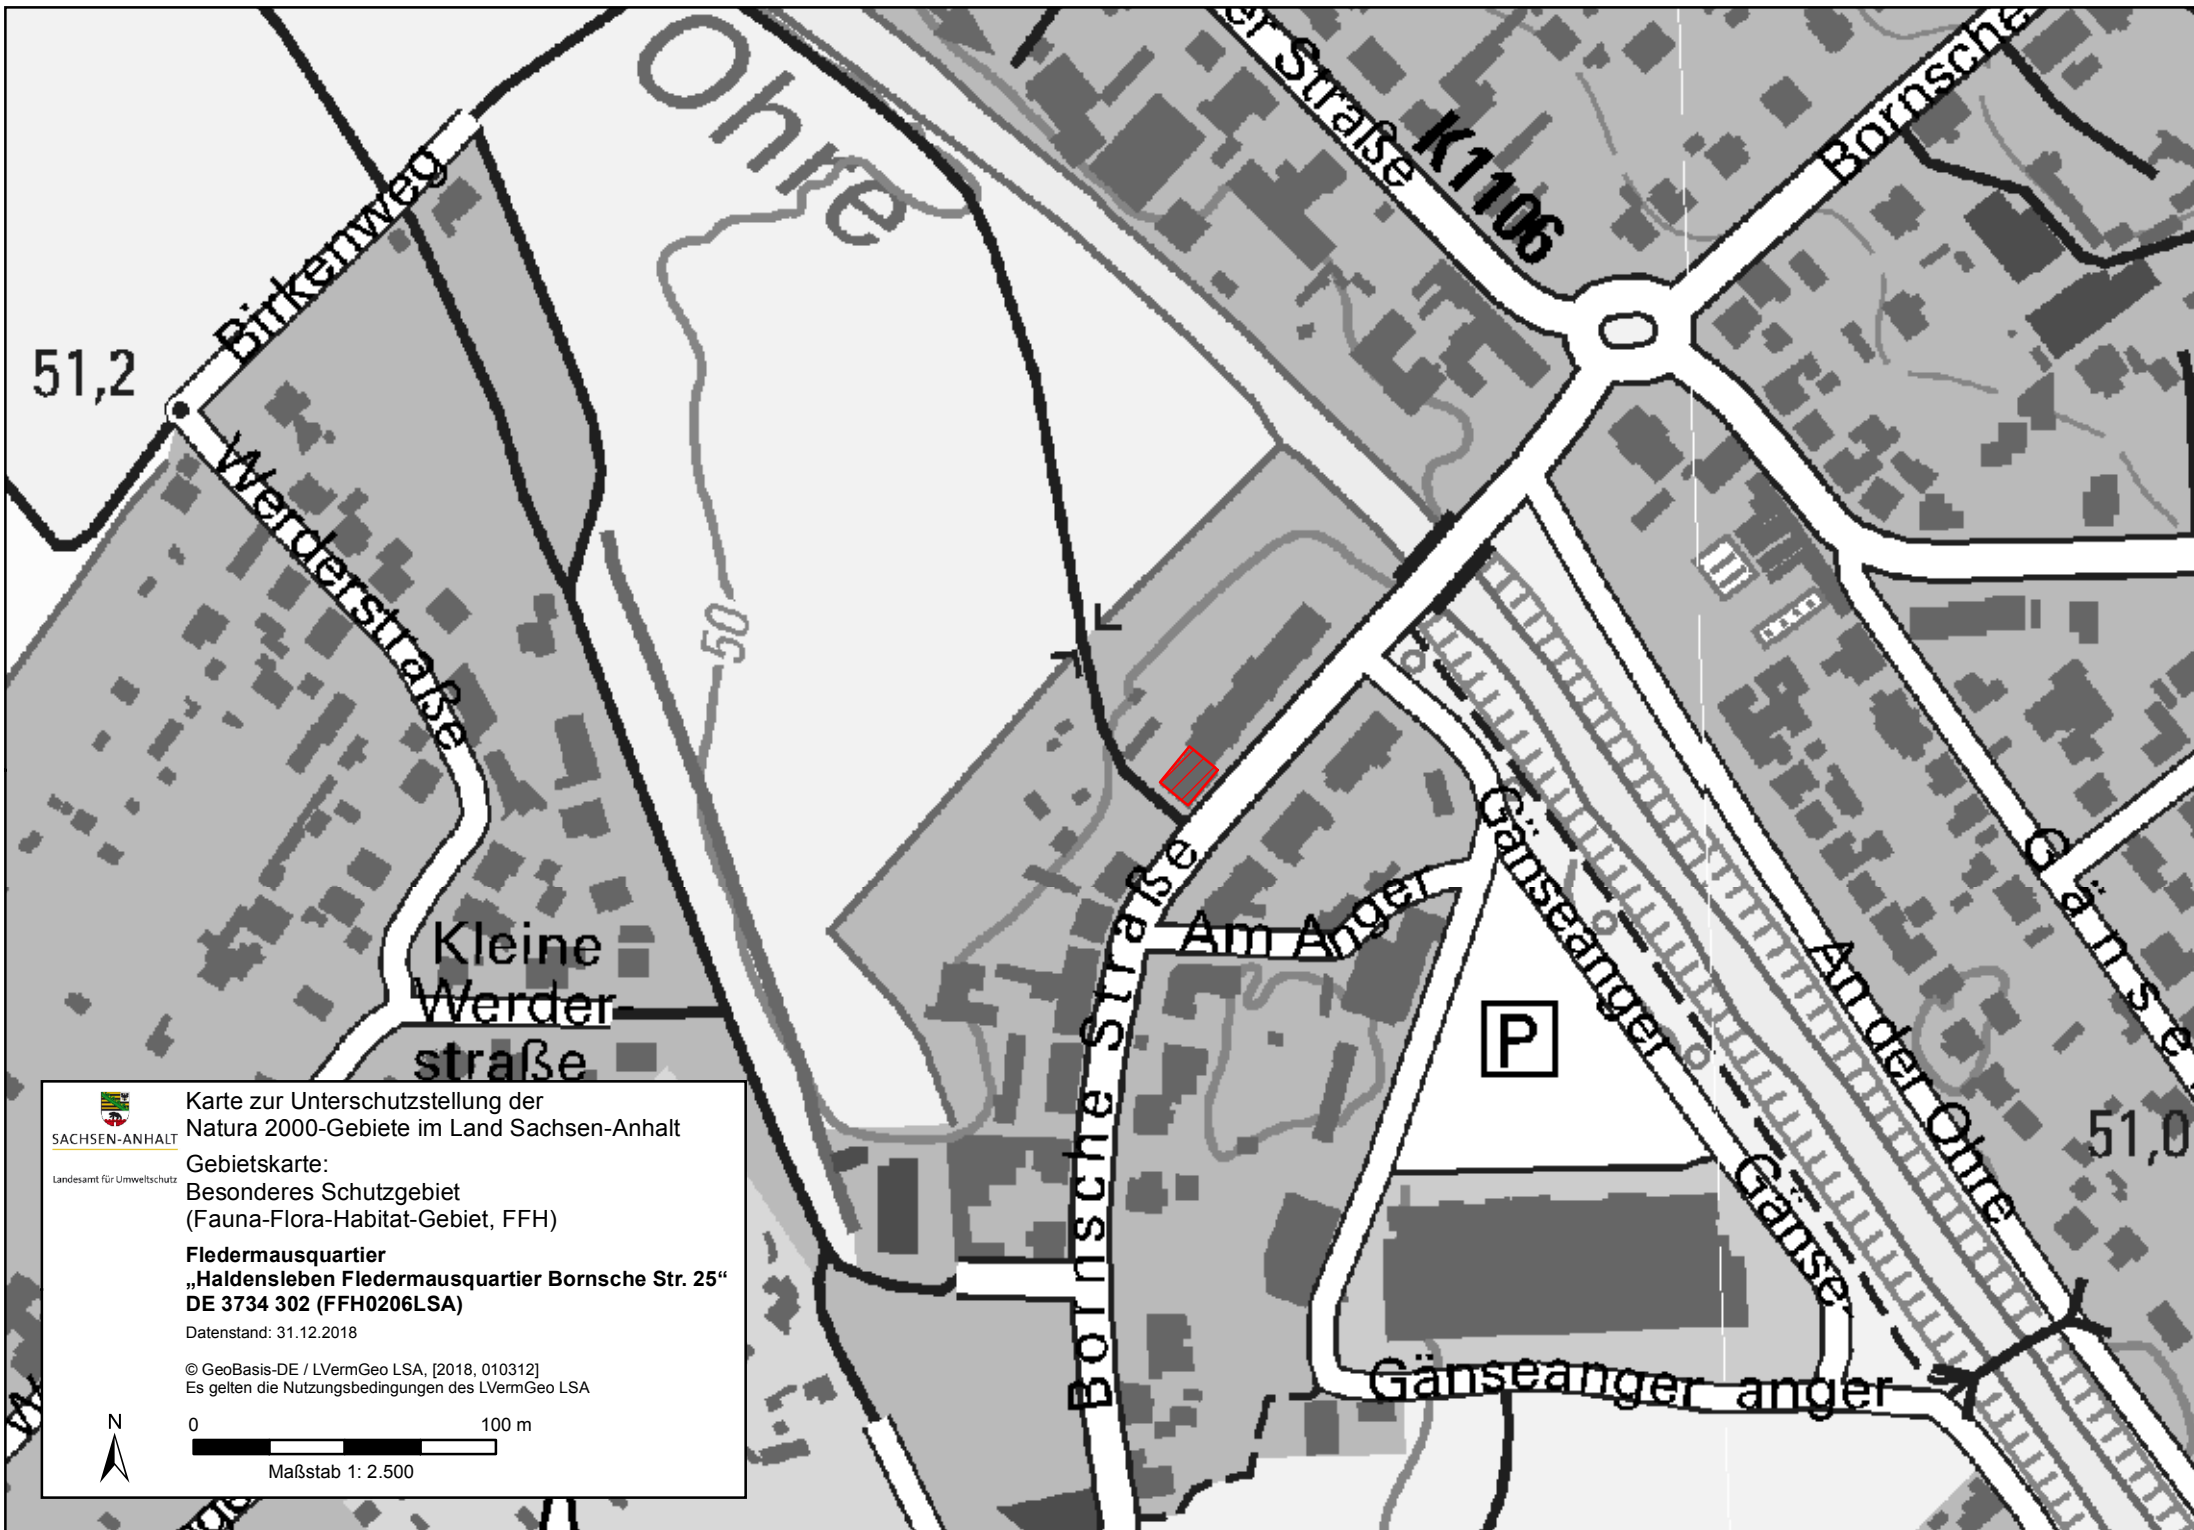 Ohre
er Straße
K1106
Bornsche
Birkenweg
51,2
Werderstraße
50
Kleine
Werder-
straße
Bornsche Straße
Am Anger
Gänseanger
P
An der Ohre
Gänse
51,0
Gänse
Gänseanger
anger
SACHSEN-ANHALT
Landesamt für Umweltschutz
Karte zur Unterschutzstellung der
Natura 2000-Gebiete im Land Sachsen-Anhalt
Gebietskarte:
Besonderes Schutzgebiet
(Fauna-Flora-Habitat-Gebiet, FFH)
Fledermausquartier
„Haldensleben Fledermausquartier Bornsche Str. 25“
DE 3734 302 (FFH0206LSA)
Datenstand: 31.12.2018
© GeoBasis-DE / LVermGeo LSA, [2018, 010312]
Es gelten die Nutzungsbedingungen des LVermGeo LSA
N
0 100 m
Maßstab 1: 2.500